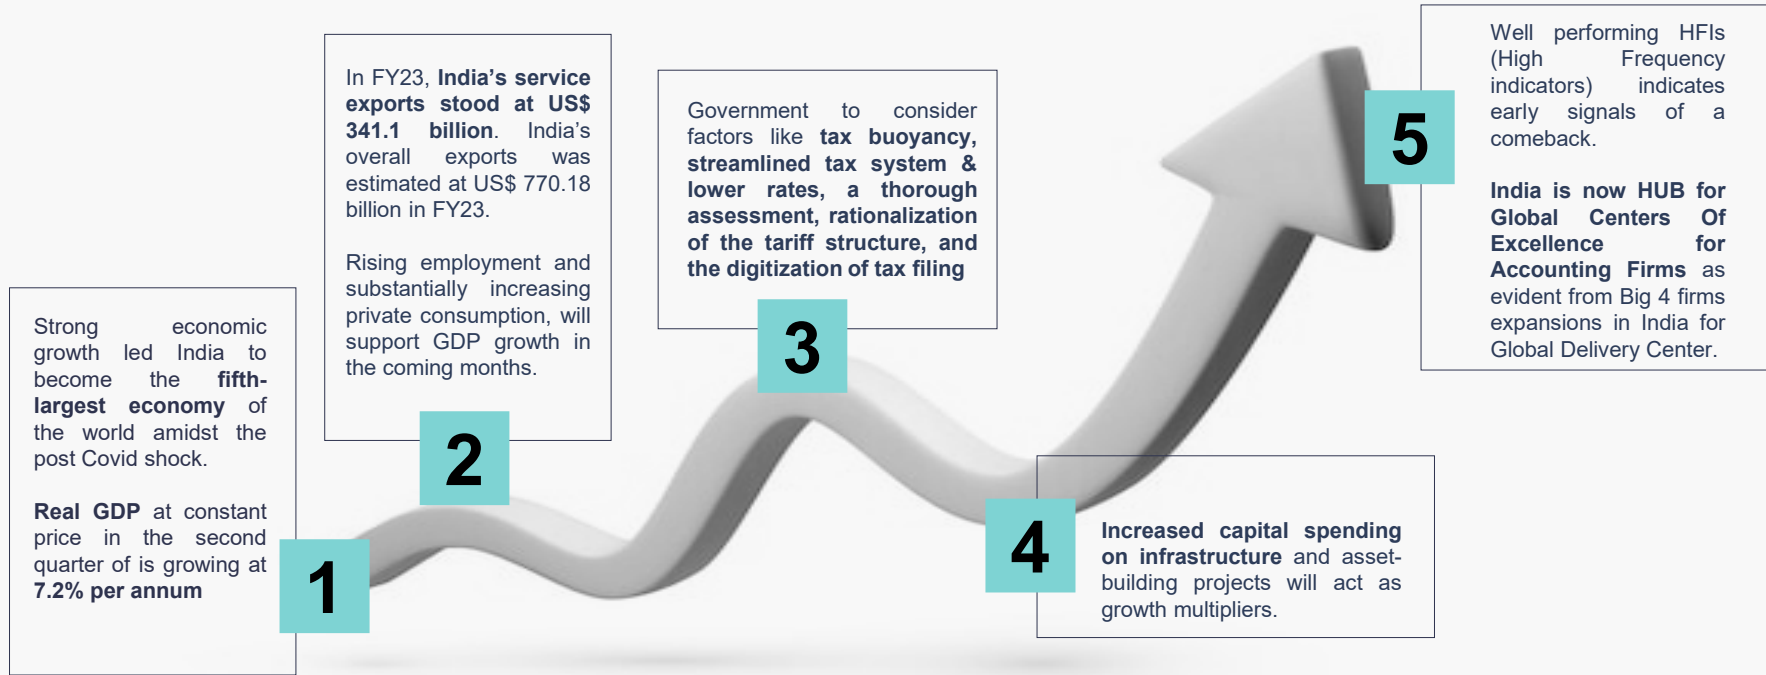 Strong economic
growth led India to
become the fifth-
largest economy of
the world amidst the
post Covid shock.
Real GDP at constant
price in the second
quarter of is growing at
7.2% per annum
1
In FY23, India's service
exports stood at US$
341.1 billion. India's
overall exports was
estimated at US$ 770.18
billion in FY23.
Rising employment and
substantially increasing
private consumption, will
support GDP growth in
the coming months.
2
Government to consider
factors like tax buoyancy,
streamlined tax system &
lower rates, a thorough
assessment, rationalization
of the tariff structure, and
the digitization of tax filing
3
4
Increased capital spending
on infrastructure and asset-
building projects will act as
growth multipliers.
5
Well performing HFIs
(High Frequency
indicators) indicates
early signals of a
comeback.
India is now HUB for
Global Centers Of
Excellence for
Accounting Firms as
evident from Big 4 firms
expansions in India for
Global Delivery Center.